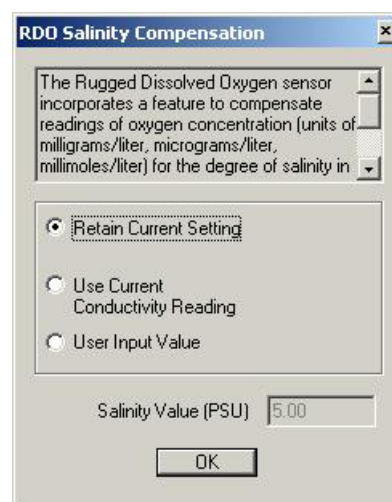 RDO Salinity Compensation
The Rugged Dissolved Oxygen sensor
incorporates a feature to compensate
readings of oxygen concentration (units of
milligrams/liter, micrograms/liter,
millimoles/liter) for the degree of salinity in
Retain Current Setting
Use Current
Conductivity Reading
User Input Value
Salinity Value (PSU) 5.00
OK